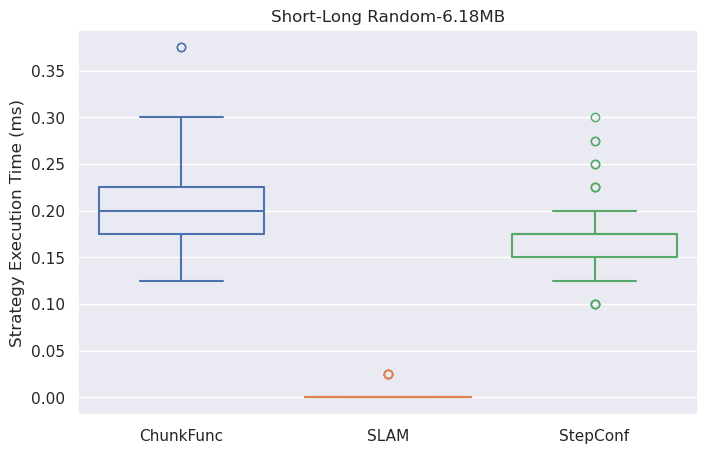 Short-Long Random-6.18MB
Strategy Execution Time (ms)
0.35
0.30
0.25
0.20
0.15
0.10
0.05
0.00
ChunkFunc
SLAM
StepConf